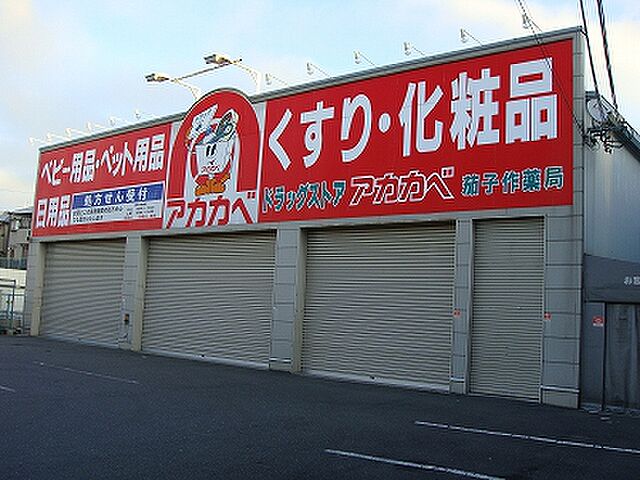 ベビー用品・ペット用品
日用品
処方せん受付
アカカベ
くすり・化粧品
ドラッグストア アカカベ 茄子作薬局